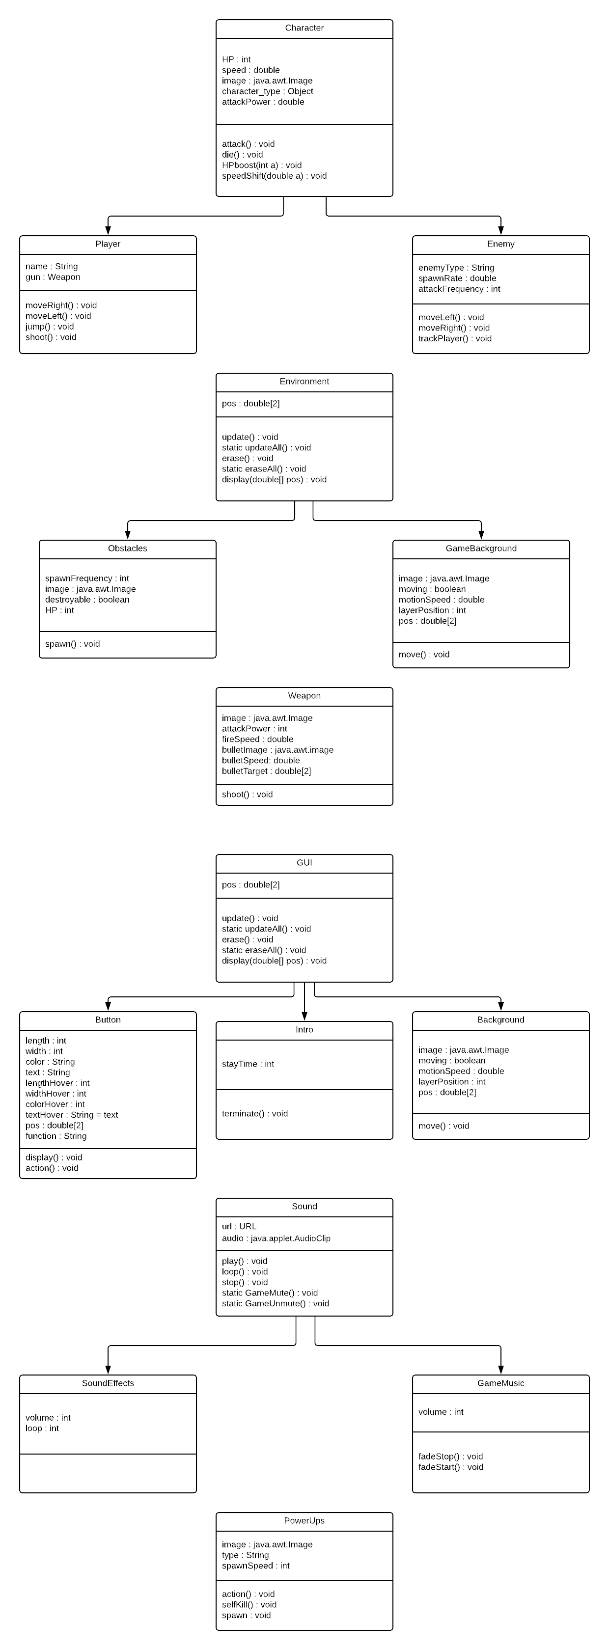 Character
HP : int
speed : double
image : java.awt.Image
character_type : Object
attackPower : double
attack() : void
die() : void
HPboost(int a) : void
speedShift(double a) : void
Player
name : String
gun : Weapon
moveRight() : void
moveLeft() : void
jump() : void
shoot() : void
Enemy
enemyType : String
spawnRate : double
attackFrequency : int
moveLeft() : void
moveRight() : void
trackPlayer() : void
Environment
pos : double[2]
update() : void
static updateAll() : void
erase() : void
static eraseAll() : void
display(double[] pos) : void
Obstacles
spawnFrequency : int
image : java.awt.Image
destroyable : boolean
HP : int
spawn() : void
GameBackground
image : java.awt.Image
moving : boolean
motionSpeed : double
layerPosition : int
pos : double[2]
move() : void
Weapon
image : java.awt.Image
attackPower : int
fireSpeed : double
bulletImage : java.awt.image
bulletSpeed: double
bulletTarget : double[2]
shoot() : void
GUI
pos : double[2]
update() : void
static updateAll() : void
erase() : void
static eraseAll() : void
display(double[] pos) : void
Button
length : int
width : int
color : String
text : String
lengthHover : int
widthHover : int
colorHover : int
textHover : String = text
pos : double[2]
function : String
display() : void
action() : void
Intro
stayTime : int
terminate() : void
Background
image : java.awt.Image
moving : boolean
motionSpeed : double
layerPosition : int
pos : double[2]
move() : void
Sound
url : URL
audio : java.applet.AudioClip
play() : void
loop() : void
stop() : void
static GameMute() : void
static GameUnmute() : void
SoundEffects
volume : int
loop : int
GameMusic
volume : int
fadeStop() : void
fadeStart() : void
PowerUps
image : java.awt.Image
type : String
spawnSpeed : int
action() : void
selfKill() : void
spawn : void